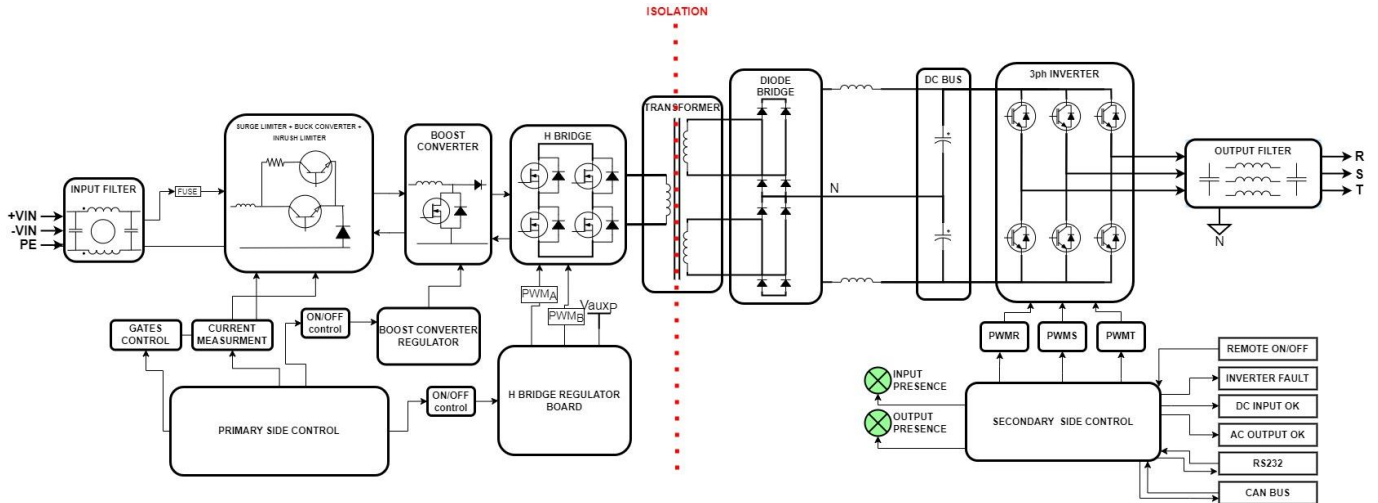 ISOLATION
INPUT FILTER
+VIN
-VIN
PE
FUSE
SURGE LIMITER + BUCK CONVERTER +
INRUSH LIMITER
BOOST
CONVERTER
H BRIDGE
TRANSFORMER
DIODE
BRIDGE
N
DC BUS
+
+
3ph INVERTER
OUTPUT FILTER
R
S
T
N
GATES
CONTROL
CURRENT
MEASURMENT
ON/OFF
control
BOOST CONVERTER
REGULATOR
PWMA
PWMB
VauxP
PRIMARY SIDE CONTROL
ON/OFF
control
H BRIDGE REGULATOR
BOARD
PWMR
PWMS
PWMT
INPUT
PRESENCE
OUTPUT
PRESENCE
SECONDARY SIDE CONTROL
REMOTE ON/OFF
INVERTER FAULT
DC INPUT OK
AC OUTPUT OK
RS232
CAN BUS